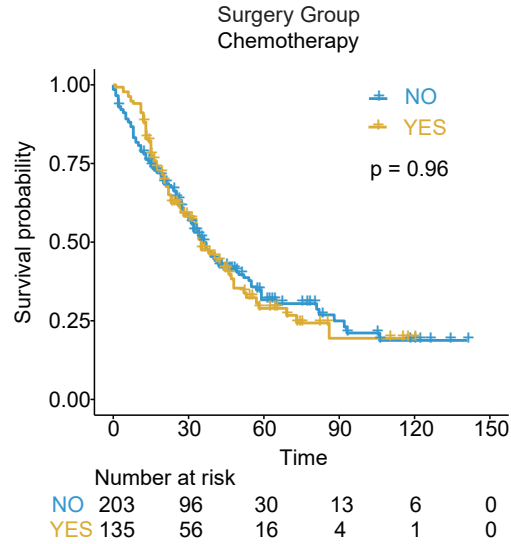 Surgery Group
Chemotherapy
Survival probability
1.00
0.75
0.50
0.25
0.00
NO
YES
p = 0.96
0 30 60 90 120 150
Time
Number at risk
NO 203 96 30 13 6 0
YES 135 56 16 4 1 0